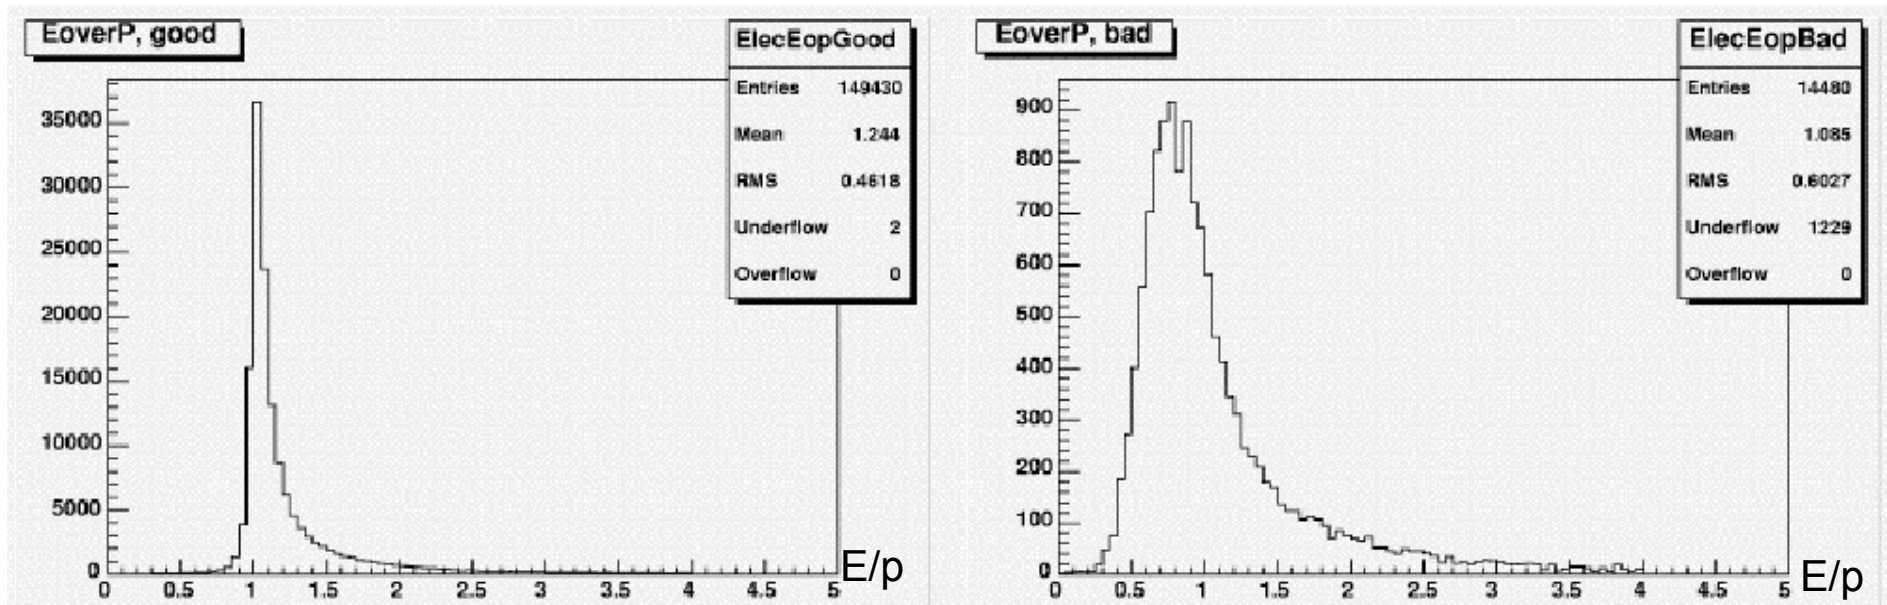 EoverP, good
ElecEopGood
Entries 149430
Mean 1.244
RMS 0.4618
Underflow 2
Overflow 0
35000
30000
25000
20000
15000
10000
5000
0
0 0.5 1 1.5 2 2.5 3 3.5 4 4.5 5
E/p
EoverP, bad
ElecEopBad
Entries 14480
Mean 1.085
RMS 0.6027
Underflow 1229
Overflow 0
900
800
700
600
500
400
300
200
100
0
0 0.5 1 1.5 2 2.5 3 3.5 4 4.5 5
E/p